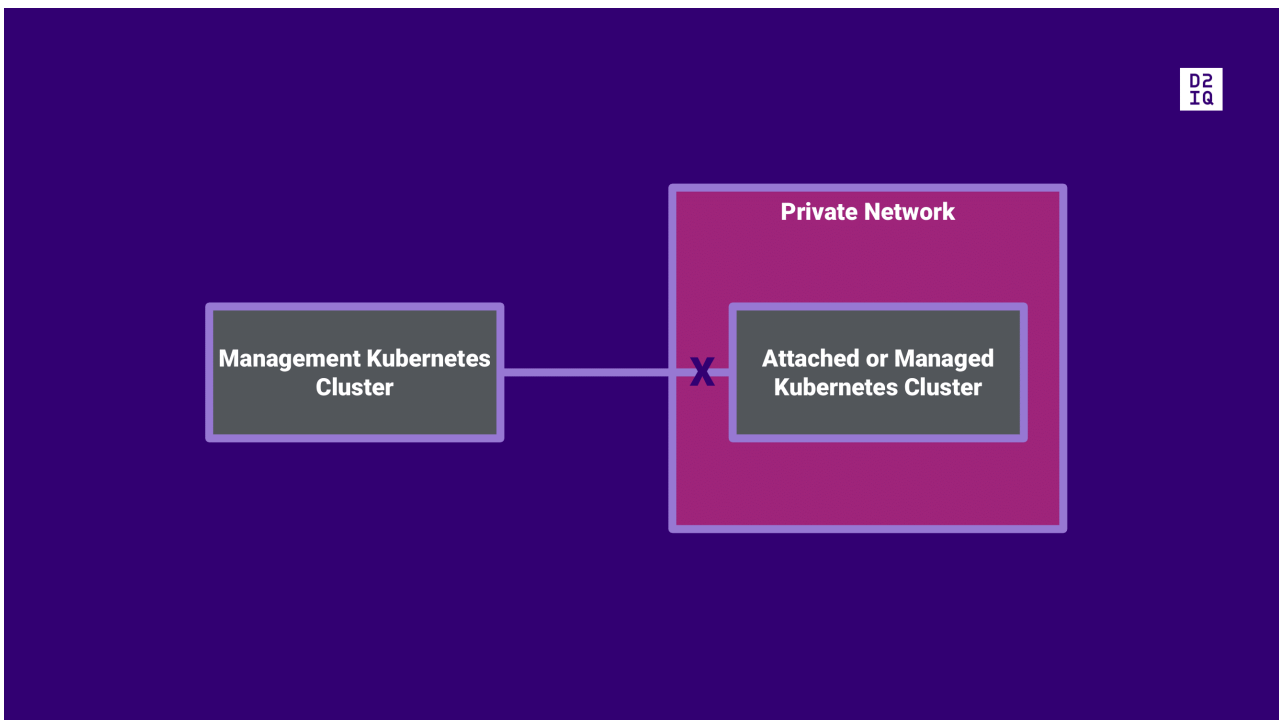 D2
IQ
Private Network
Management Kubernetes
Cluster
X
Attached or Managed
Kubernetes Cluster